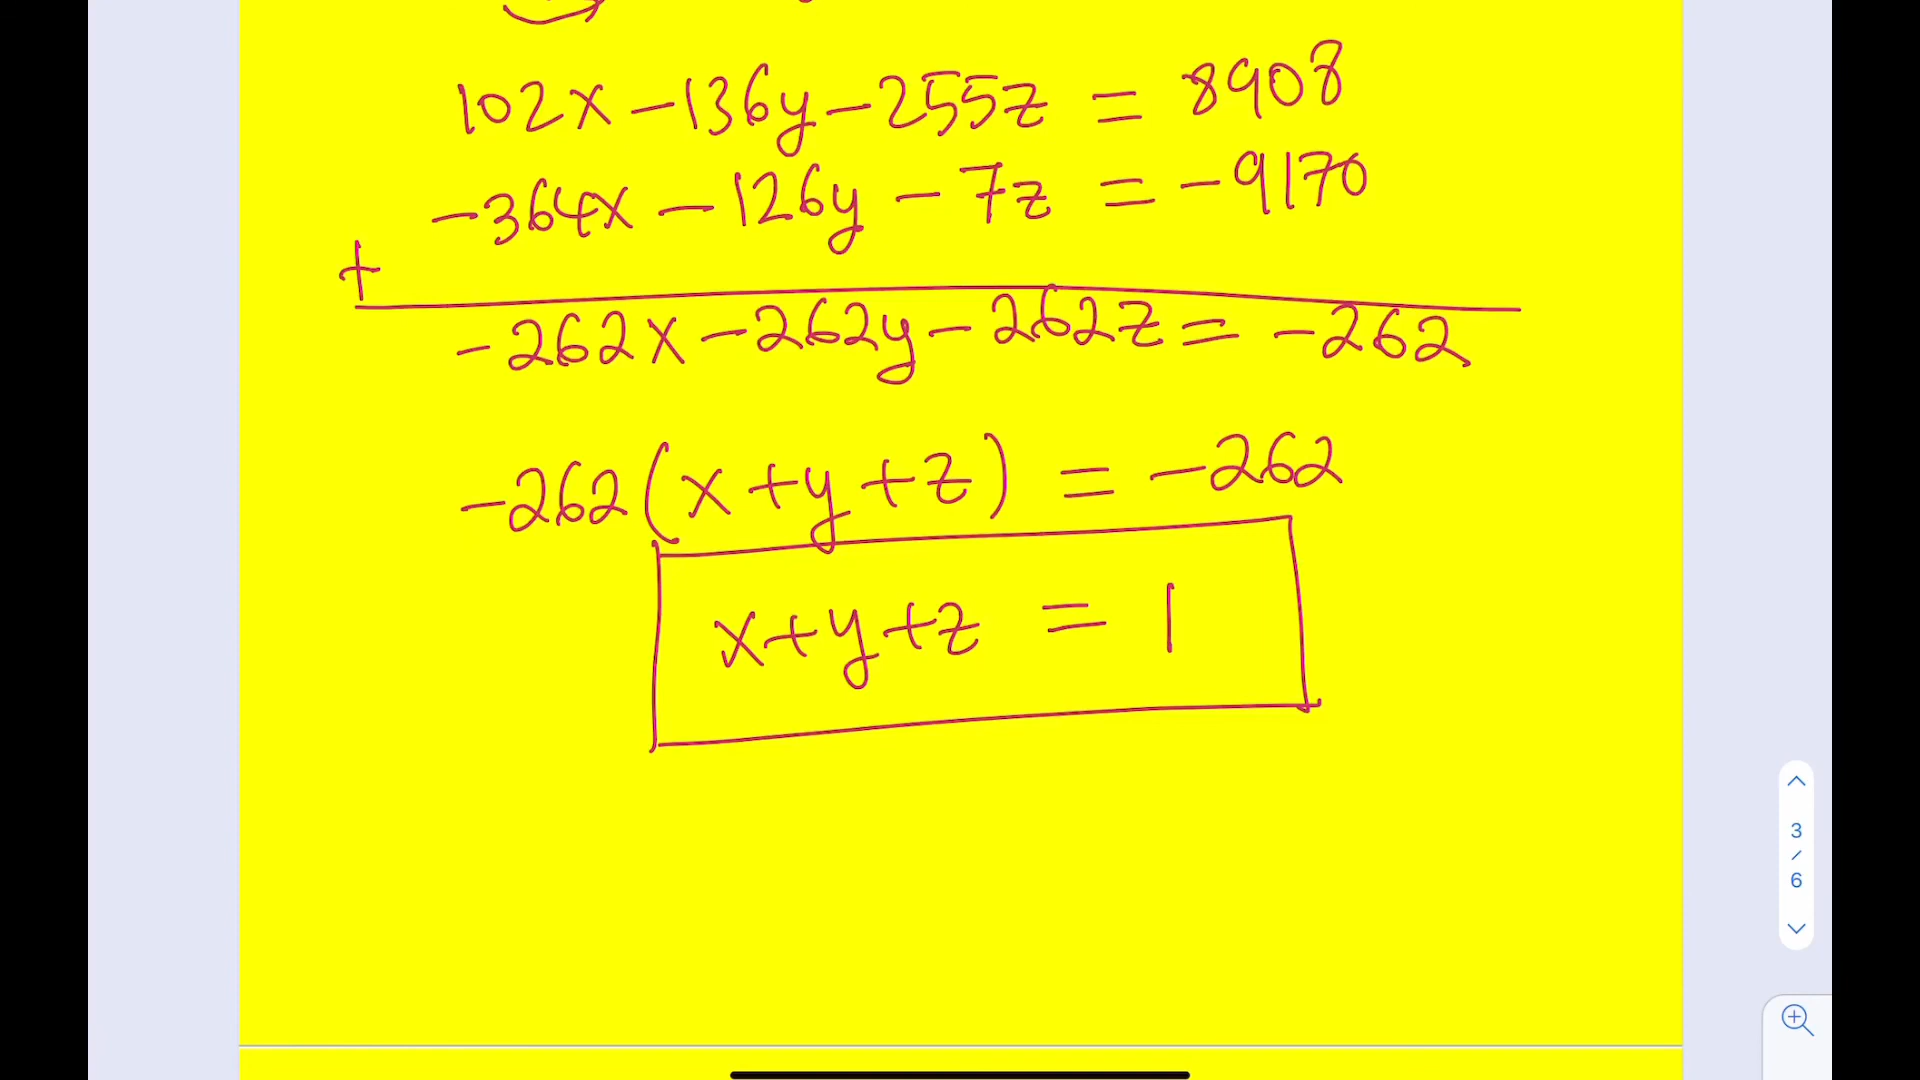 102x - 136y - 255z = 8908
-364x - 126y - 7z = -9170
+
-262x - 262y - 262z = -262
-262(x + y + z) = -262
x + y + z = 1
3
/
6